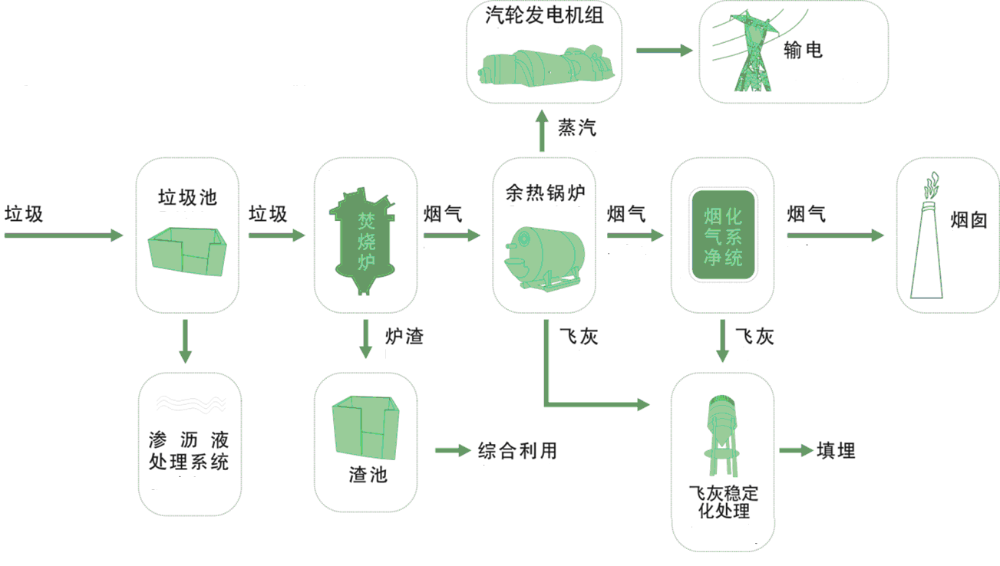 汽轮发电机组
输电
蒸汽
垃圾
垃圾池
垃圾
焚烧炉
烟气
余热锅炉
烟气
烟化
气系
净统
烟气
烟囱
炉渣
飞灰
飞灰
渗沥液
处理系统
渣池
综合利用
飞灰稳定
化处理
填埋